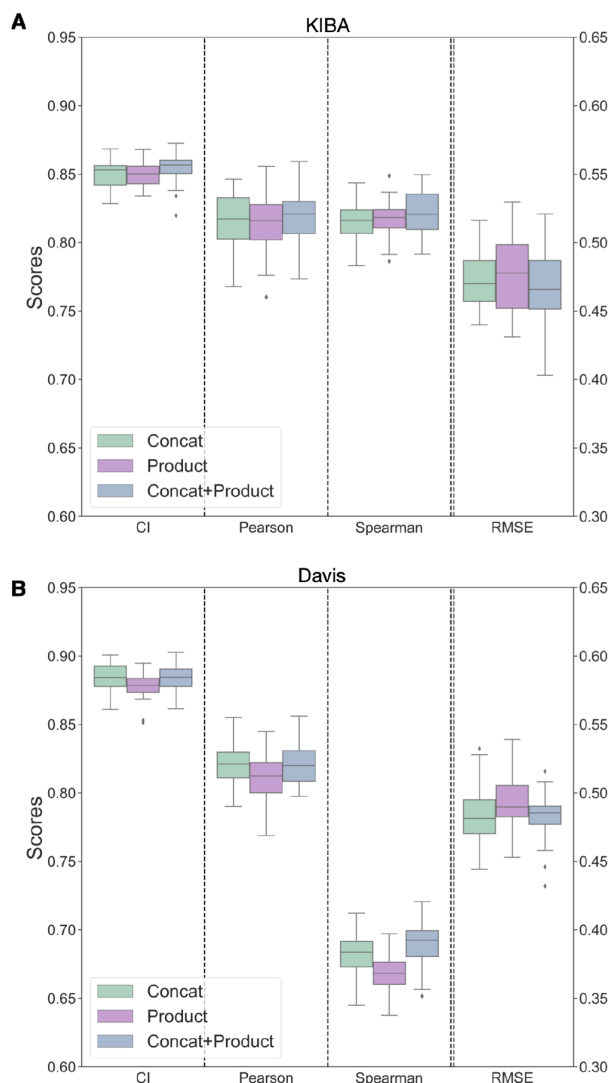 A
KIBA
0.95
0.90
0.85
0.80
0.75
0.70
0.65
0.60
Scores
0.65
0.60
0.55
0.50
0.45
0.40
0.35
0.30
Concat
Product
Concat+Product
CI Pearson Spearman RMSE
B
Davis
0.95
0.90
0.85
0.80
0.75
0.70
0.65
0.60
Scores
0.65
0.60
0.55
0.50
0.45
0.40
0.35
0.30
Concat
Product
Concat+Product
CI Pearson Spearman RMSE